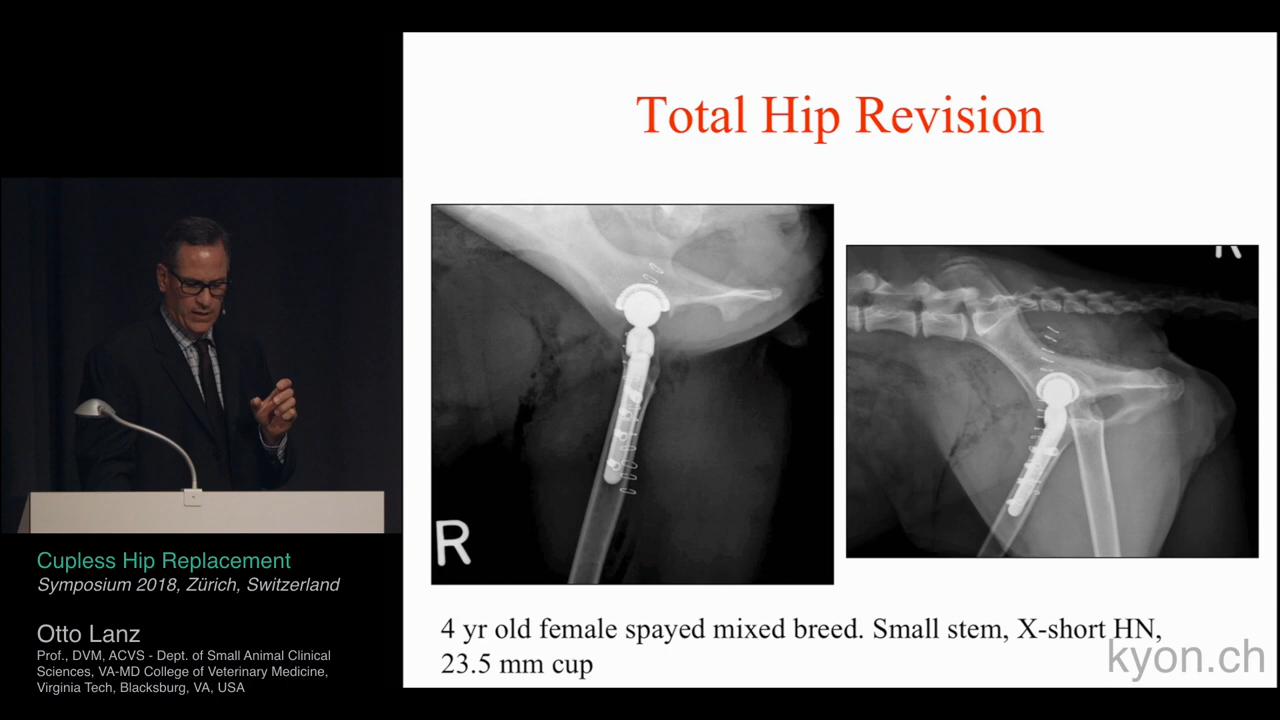 Total Hip Revision
R
R
4 yr old female spayed mixed breed. Small stem, X-short HN,
23.5 mm cup
kyon.ch
Cupless Hip Replacement
Symposium 2018, Zürich, Switzerland
Otto Lanz
Prof., DVM, ACVS - Dept. of Small Animal Clinical
Sciences, VA-MD College of Veterinary Medicine,
Virginia Tech, Blacksburg, VA, USA